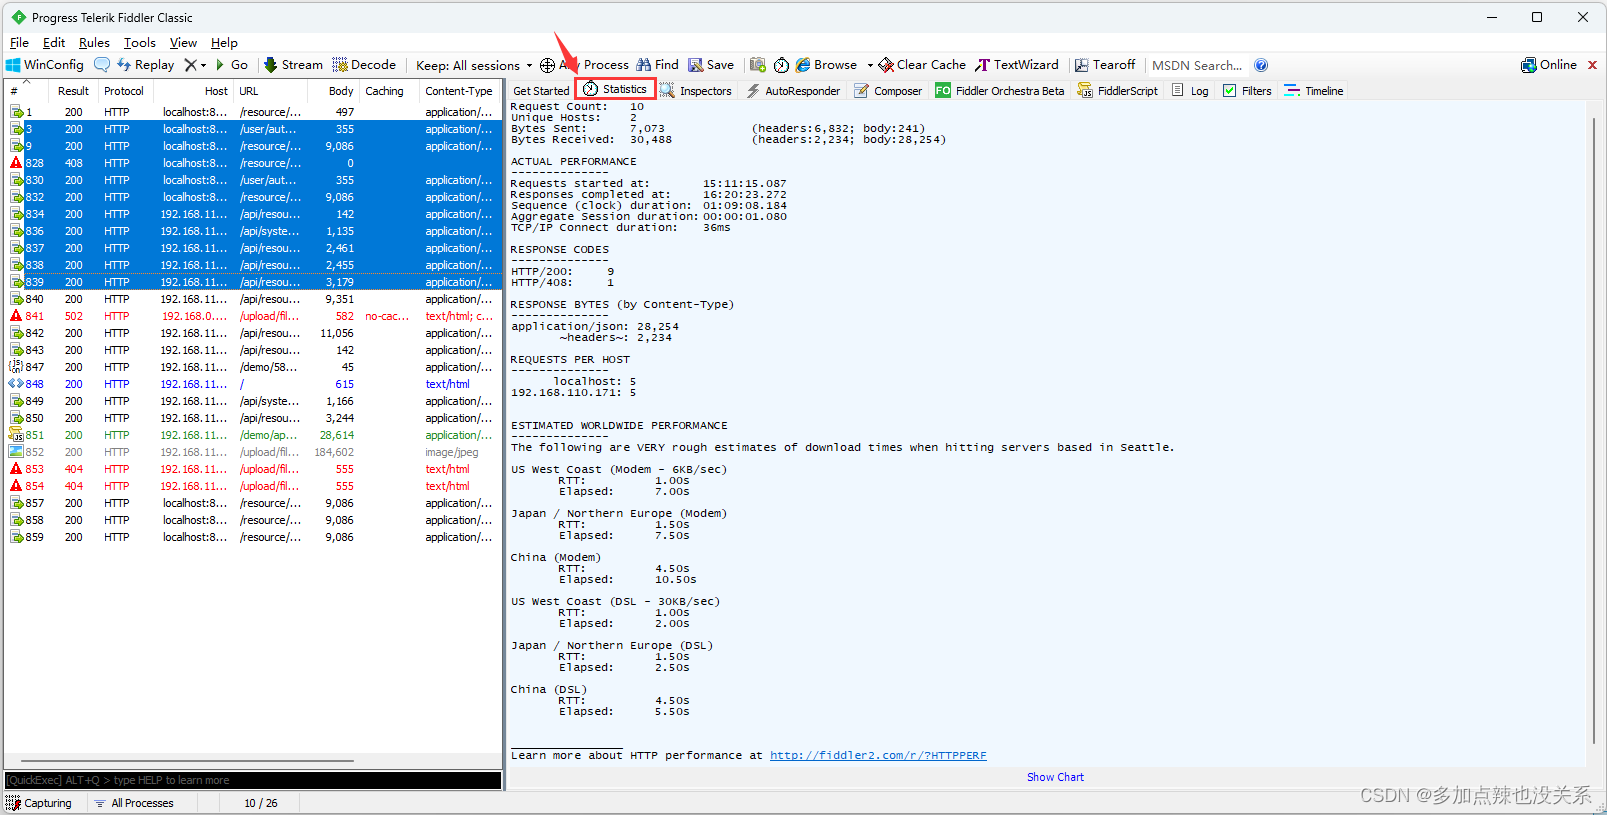 Progress Telerik Fiddler Classic
File Edit Rules Tools View Help
WinConfig Replay Go Stream Decode Keep: All sessions Process Find Save Browse Clear Cache TextWizard Tearoff MSDN Search... Online
# Result Protocol Host URL Body Caching Content-Type
1 200 HTTP localhost:8... /resource/... 497 application/...
3 200 HTTP localhost:8... /user/aut... 355 application/...
9 200 HTTP localhost:8... /resource/... 9,086 application/...
828 408 HTTP localhost:8... /resource/... 0
830 200 HTTP localhost:8... /user/aut... 355 application/...
832 200 HTTP localhost:8... /resource/... 9,086 application/...
834 200 HTTP 192.168.11... /api/resou... 142 application/...
836 200 HTTP 192.168.11... /api/syste... 1,135 application/...
837 200 HTTP 192.168.11... /api/resou... 2,461 application/...
838 200 HTTP 192.168.11... /api/resou... 2,455 application/...
839 200 HTTP 192.168.11... /api/resou... 3,179 application/...
840 200 HTTP 192.168.11... /api/resou... 9,351 application/...
841 502 HTTP 192.168.0.... /upload/fil... 582 no-cac... text/html; c...
842 200 HTTP 192.168.11... /api/resou... 11,056 application/...
843 200 HTTP 192.168.11... /api/resou... 142 application/...
847 200 HTTP 192.168.11... /demo/58... 45 application/...
848 200 HTTP 192.168.11... / 615 text/html
849 200 HTTP 192.168.11... /api/syste... 1,166 application/...
850 200 HTTP 192.168.11... /api/resou... 3,244 application/...
851 200 HTTP 192.168.11... /demo/ap... 28,614 application/...
852 200 HTTP 192.168.11... /upload/fil... 184,602 image/jpeg
853 404 HTTP 192.168.11... /upload/fil... 555 text/html
854 404 HTTP 192.168.11... /upload/fil... 555 text/html
857 200 HTTP localhost:8... /resource/... 9,086 application/...
858 200 HTTP localhost:8... /resource/... 9,086 application/...
859 200 HTTP localhost:8... /resource/... 9,086 application/...
[QuickExec] ALT+Q > type HELP to learn more
Capturing All Processes 10 / 26
Get Started Statistics Inspectors AutoResponder Composer FO Fiddler Orchestra Beta FiddlerScript Log Filters Timeline
Request Count: 10
Unique Hosts: 2
Bytes Sent: 7,073 (headers:6,832; body:241)
Bytes Received: 30,488 (headers:2,234; body:28,254)
ACTUAL PERFORMANCE
--------------
Requests started at: 15:11:15.087
Responses completed at: 16:20:23.272
Sequence (clock) duration: 01:09:08.184
Aggregate Session duration: 00:00:01.080
TCP/IP Connect duration: 36ms
RESPONSE CODES
--------------
HTTP/200: 9
HTTP/408: 1
RESPONSE BYTES (by Content-Type)
--------------
application/json: 28,254
~headers~: 2,234
REQUESTS PER HOST
--------------
localhost: 5
192.168.110.171: 5
ESTIMATED WORLDWIDE PERFORMANCE
--------------
The following are VERY rough estimates of download times when hitting servers based in Seattle.
US West Coast (Modem - 6KB/sec)
RTT: 1.00s
Elapsed: 7.00s
Japan / Northern Europe (Modem)
RTT: 1.50s
Elapsed: 7.50s
China (Modem)
RTT: 4.50s
Elapsed: 10.50s
US West Coast (DSL - 30KB/sec)
RTT: 1.00s
Elapsed: 2.00s
Japan / Northern Europe (DSL)
RTT: 1.50s
Elapsed: 2.50s
China (DSL)
RTT: 4.50s
Elapsed: 5.50s
________________
Learn more about HTTP performance at http://fiddler2.com/r/?HTTPPERF
Show Chart
CSDN @多加点辣也没关系